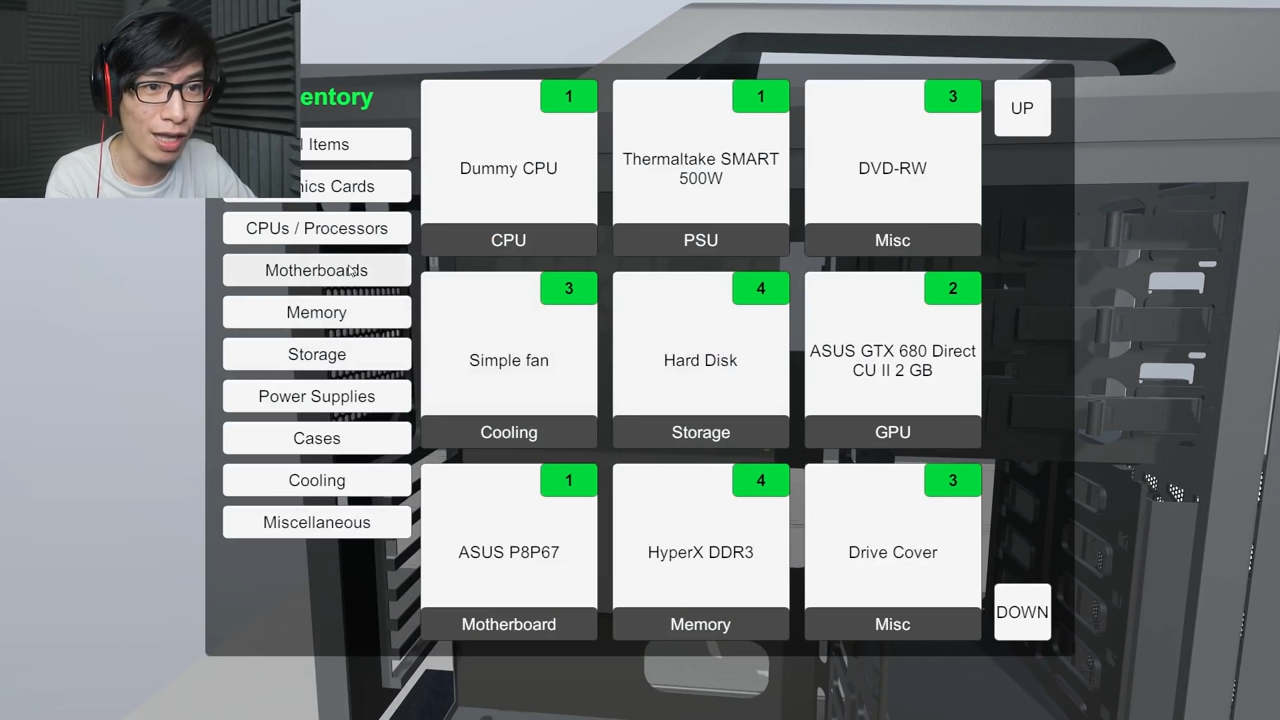 entory
l Items
nics Cards
CPUs / Processors
Motherboards
Memory
Storage
Power Supplies
Cases
Cooling
Miscellaneous
1
Dummy CPU
CPU
1
Thermaltake SMART
500W
PSU
3
DVD-RW
Misc
3
Simple fan
Cooling
4
Hard Disk
Storage
2
ASUS GTX 680 Direct
CU II 2 GB
GPU
1
ASUS P8P67
Motherboard
4
HyperX DDR3
Memory
3
Drive Cover
Misc
UP
DOWN